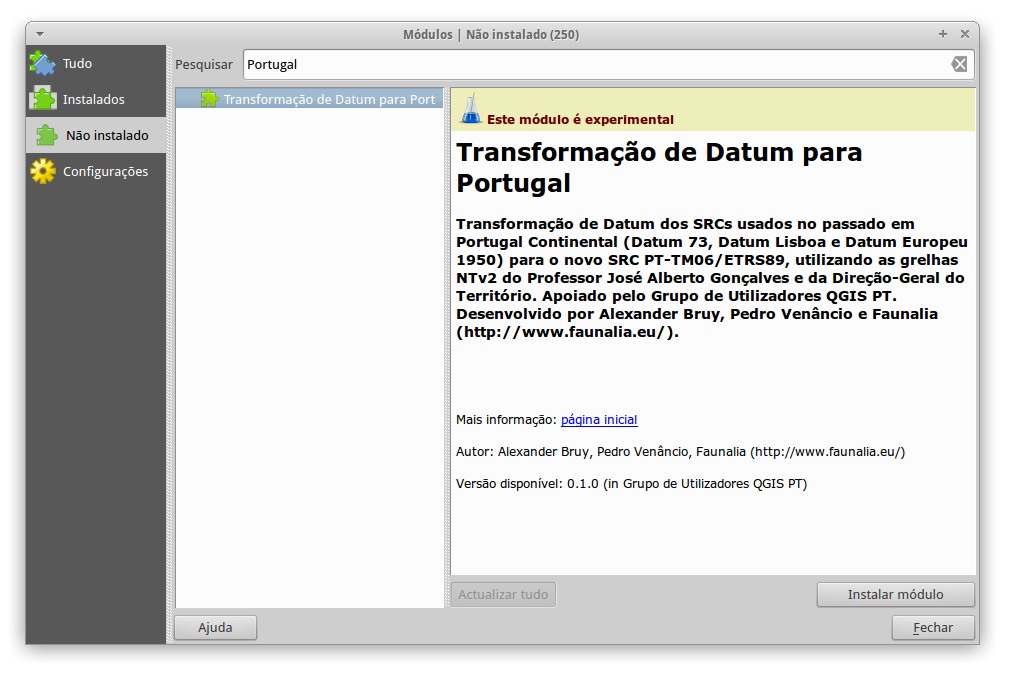 Módulos | Não instalado (250)
Tudo
Instalados
Não instalado
Configurações
Pesquisar Portugal
Transformação de Datum para Port
Este módulo é experimental
Transformação de Datum para
Portugal
Transformação de Datum dos SRCs usados no passado em
Portugal Continental (Datum 73, Datum Lisboa e Datum Europeu
1950) para o novo SRC PT-TM06/ETRS89, utilizando as grelhas
NTv2 do Professor José Alberto Gonçalves e da Direção-Geral do
Território. Apoiado pelo Grupo de Utilizadores QGIS PT.
Desenvolvido por Alexander Bruy, Pedro Venâncio e Faunalia
(http://www.faunalia.eu/).
Mais informação: página inicial
Autor: Alexander Bruy, Pedro Venâncio, Faunalia (http://www.faunalia.eu/)
Versão disponível: 0.1.0 (in Grupo de Utilizadores QGIS PT)
Actualizar tudo
Instalar módulo
Ajuda
Fechar